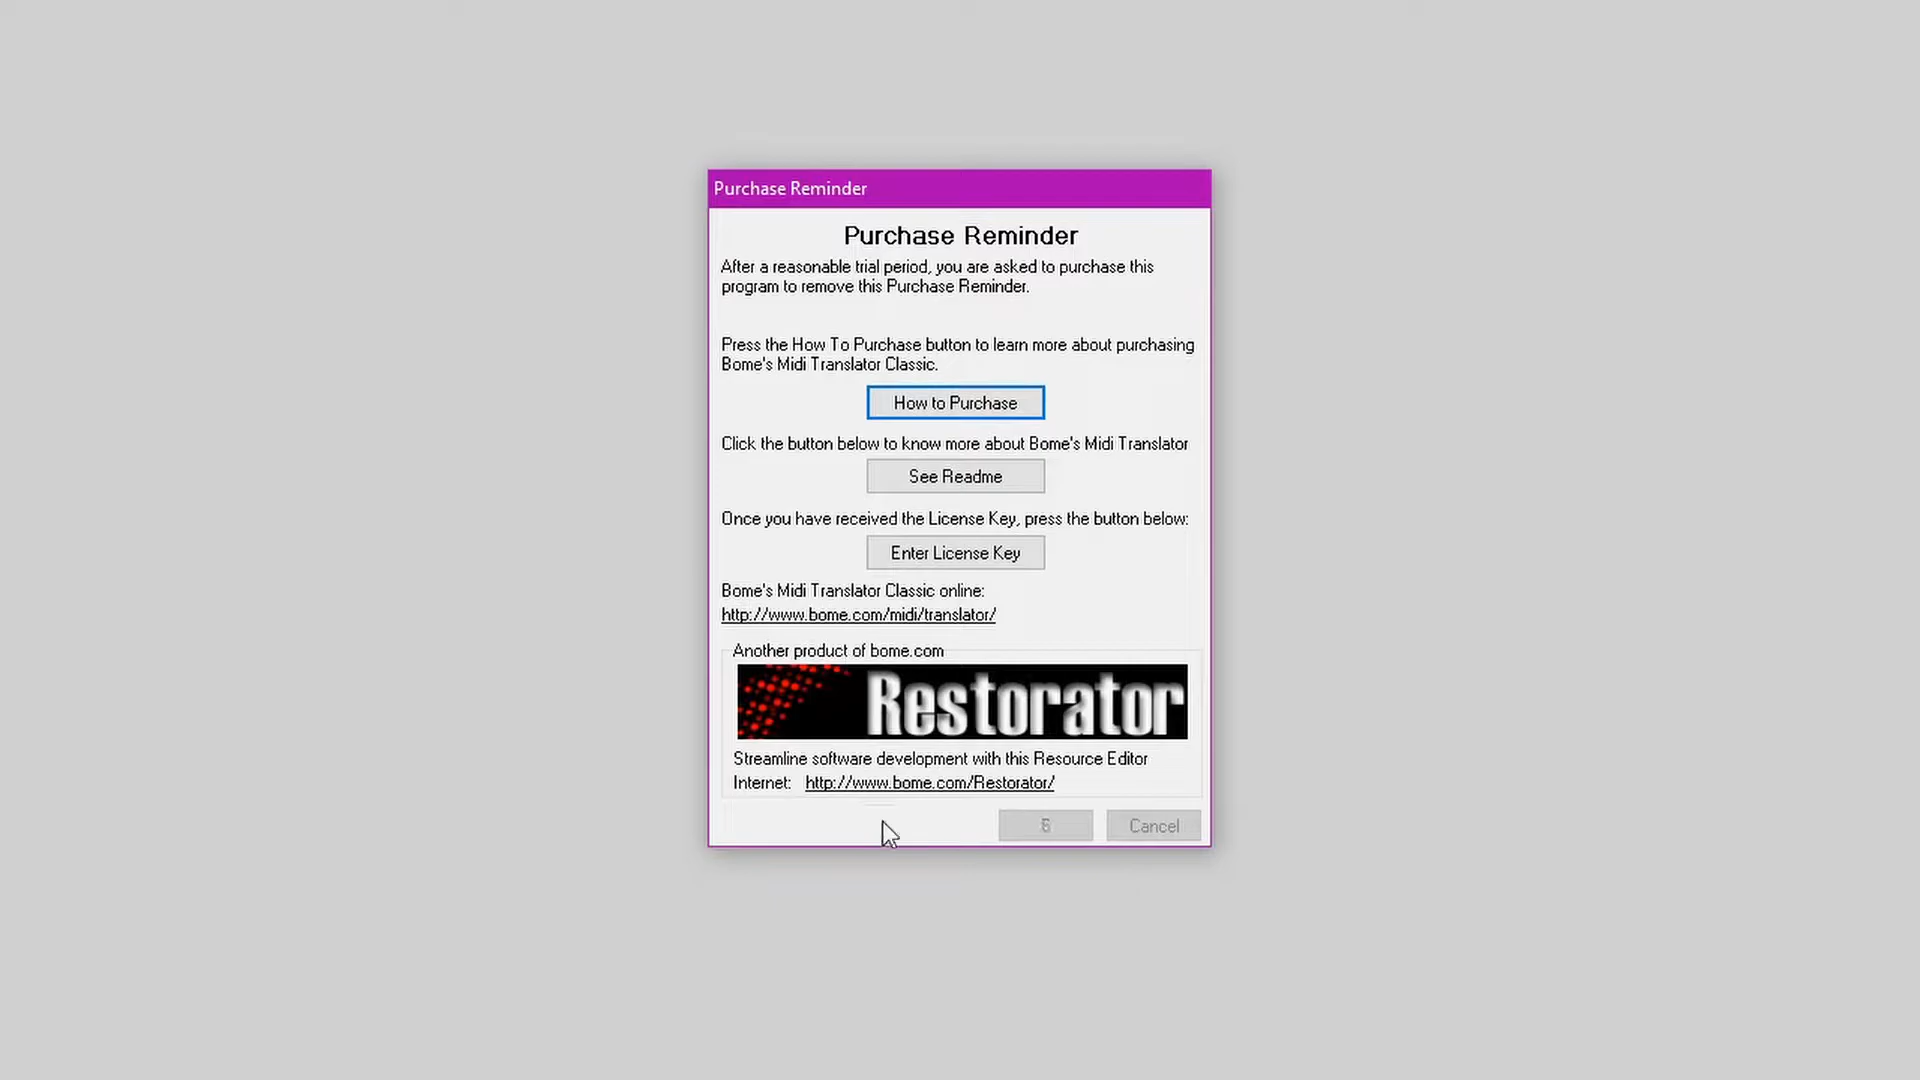 Purchase Reminder
Purchase Reminder
After a reasonable trial period, you are asked to purchase this
program to remove this Purchase Reminder.
Press the How To Purchase button to learn more about purchasing
Bome's Midi Translator Classic.
How to Purchase
Click the button below to know more about Bome's Midi Translator
See Readme
Once you have received the License Key, press the button below:
Enter License Key
Bome's Midi Translator Classic online:
http://www.bome.com/midi/translator/
Another product of bome.com
Restorator
Streamline software development with this Resource Editor
Internet: http://www.bome.com/Restorator/
Cancel